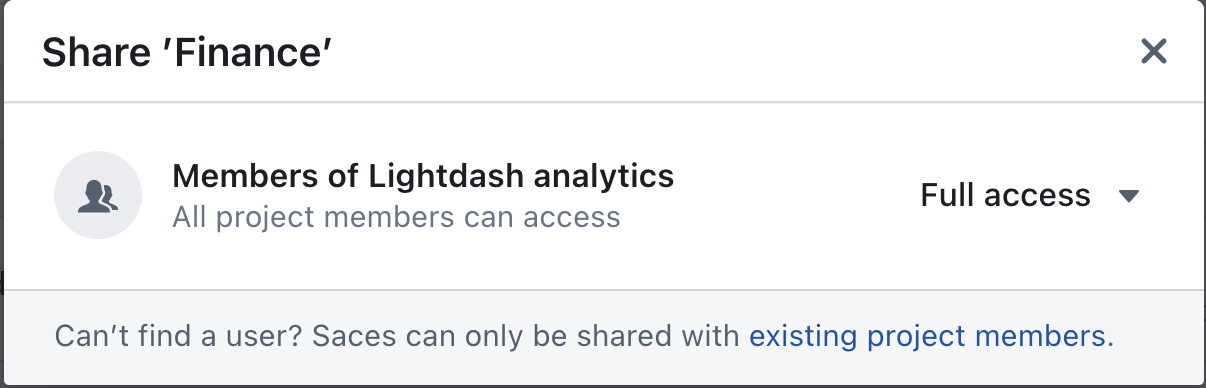 Share ’Finance’
Members of Lightdash analytics
All project members can access
Full access
Can’t find a user? Saces can only be shared with existing project members.